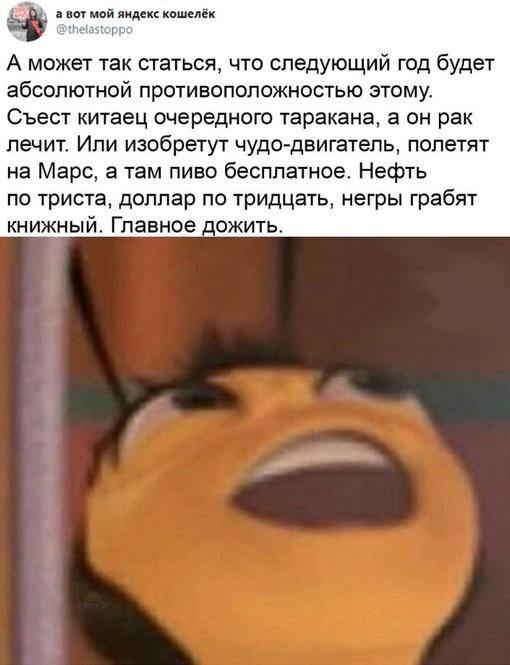 а вот мой яндекс кошелёк
@thelastoppo
А может так статься, что следующий год будет
абсолютной противоположностью этому.
Съест китаец очередного таракана, а он рак
лечит. Или изобретут чудо-двигатель, полетят
на Марс, а там пиво бесплатное. Нефть
по триста, доллар по тридцать, негры грабят
книжный. Главное дожить.